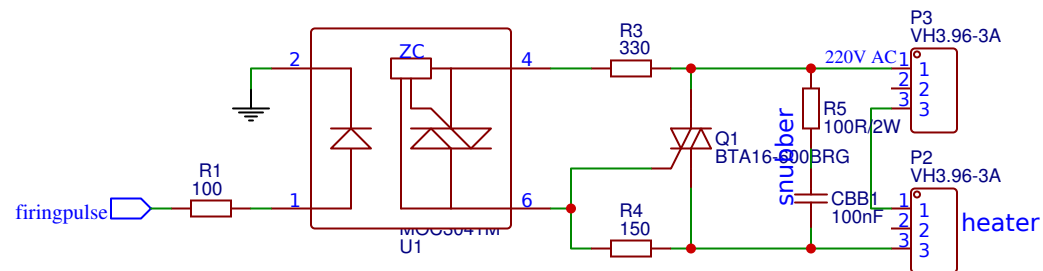 P3
VH3.96-3A
R3
330
ZC
220V AC
2
4
1
1
2
2
3
3
R5
100R/2W
snubber
Q1
BTA16-600BRG
R1
100
P2
VH3.96-3A
firingpulse
1
6
R4
150
CBB1
100nF
1
1
2
2
3
3
heater
MOC3041M
U1